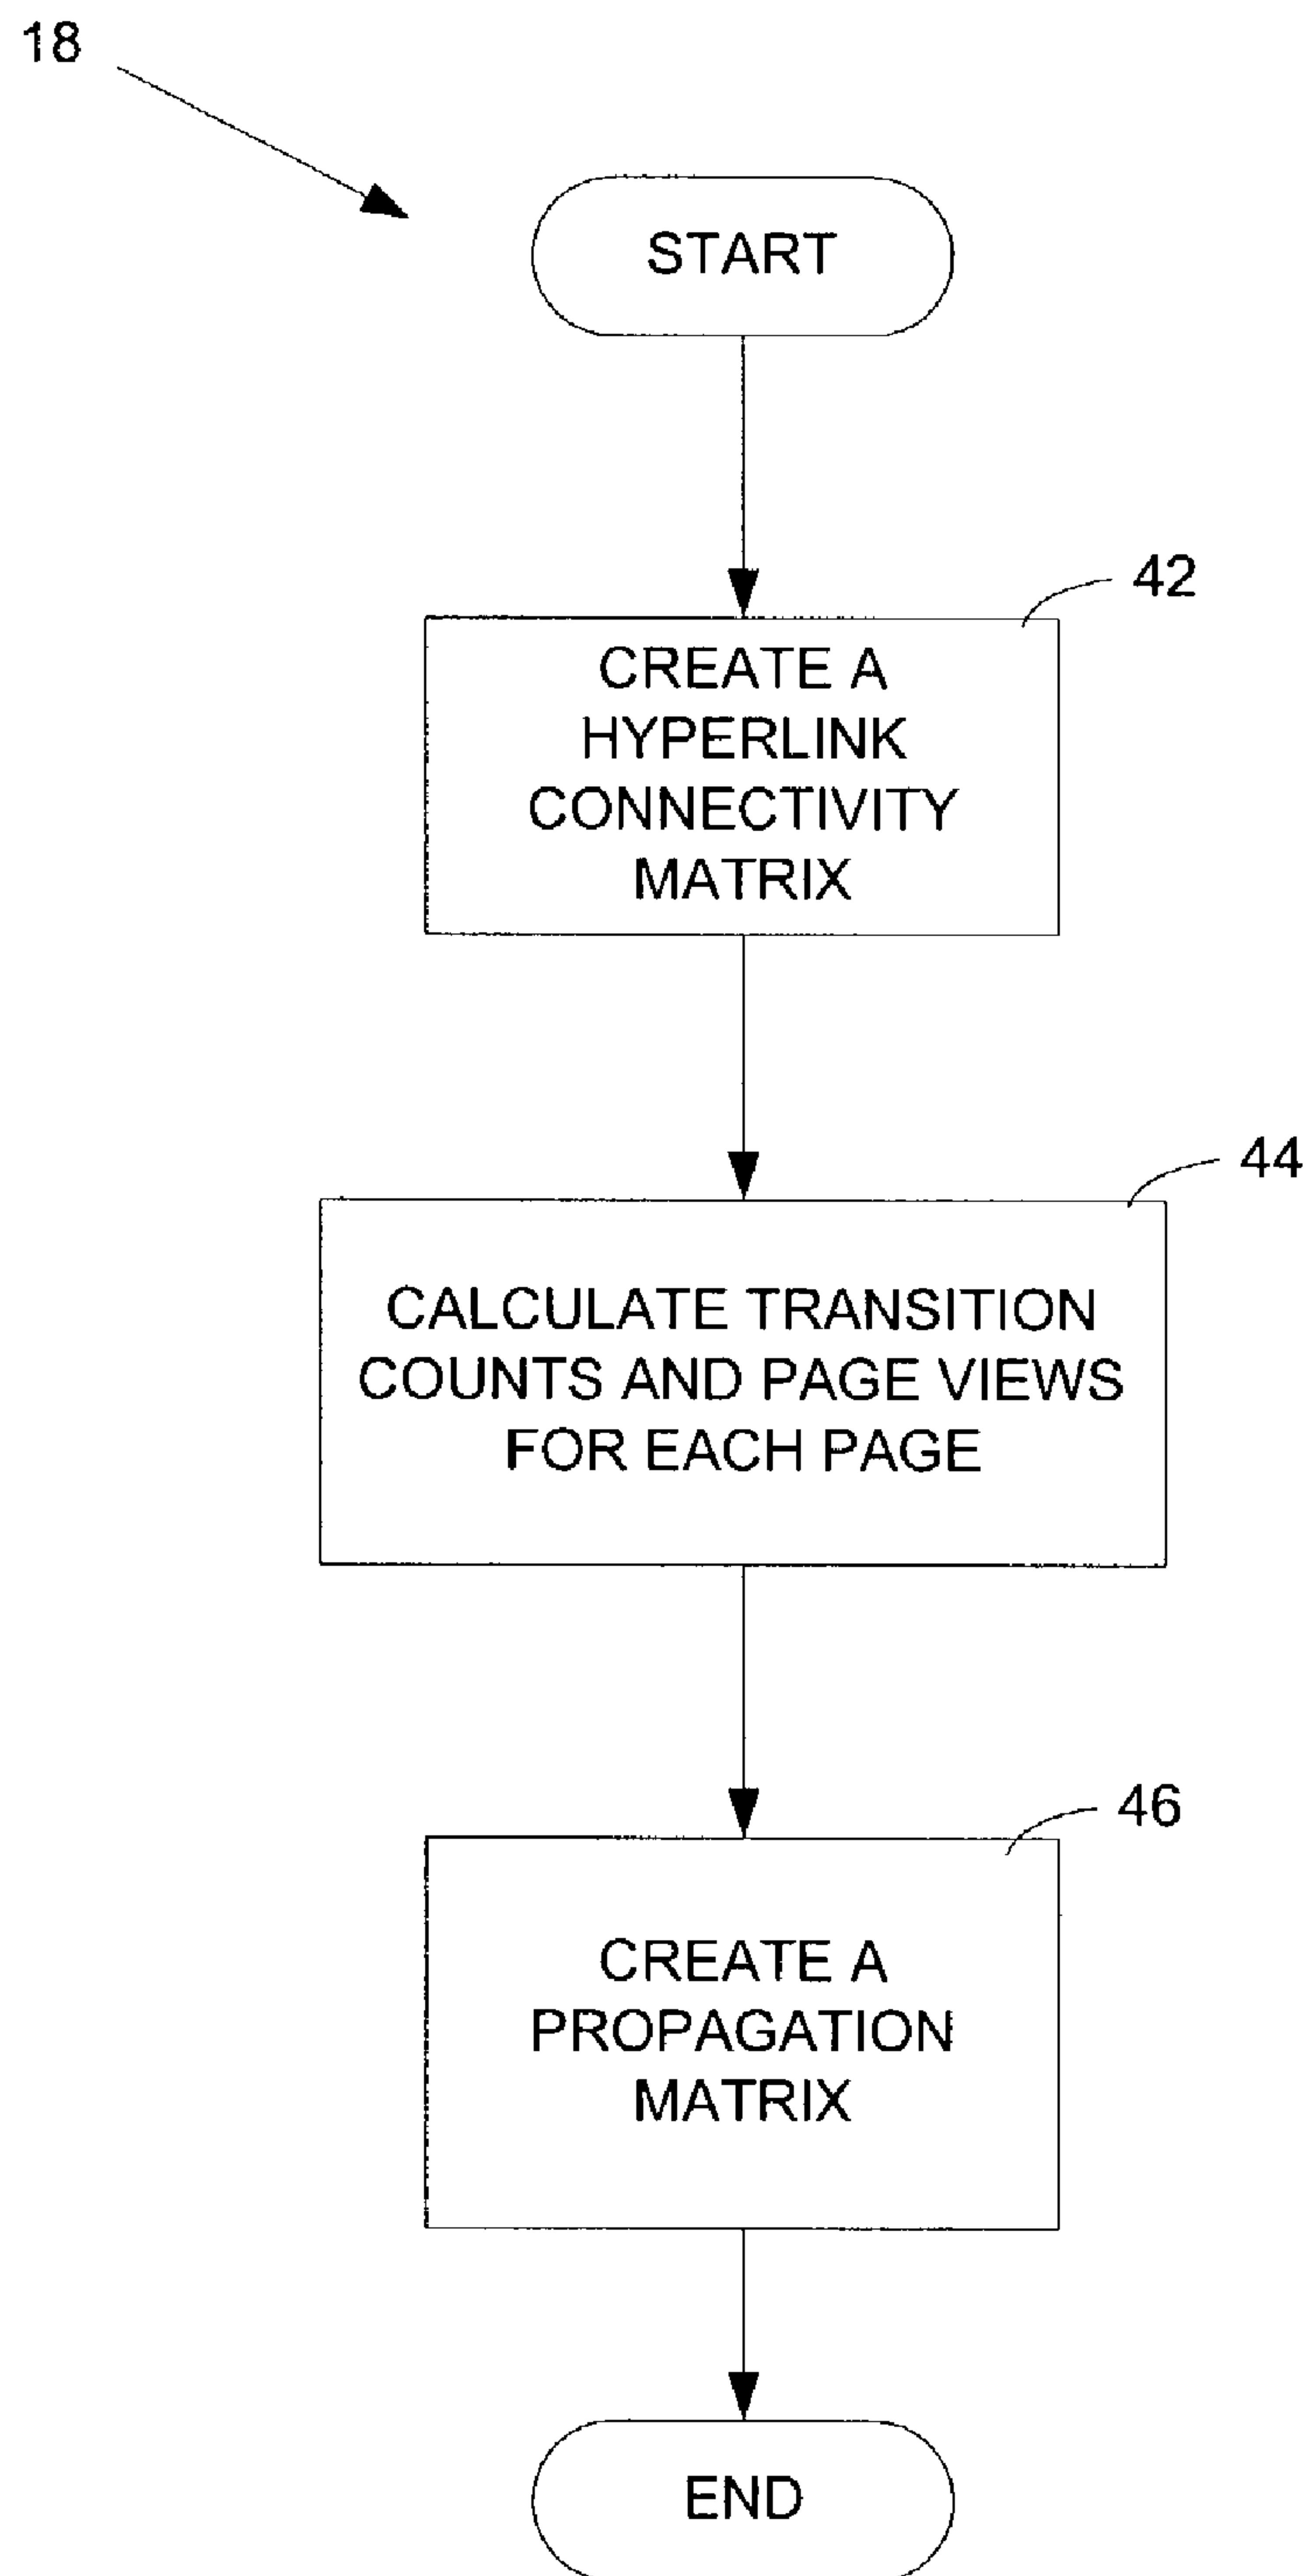 18
START
42
CREATE A
HYPERLINK
CONNECTIVITY
MATRIX
44
CALCULATE TRANSITION
COUNTS AND PAGE VIEWS
FOR EACH PAGE
46
CREATE A
PROPAGATION
MATRIX
END